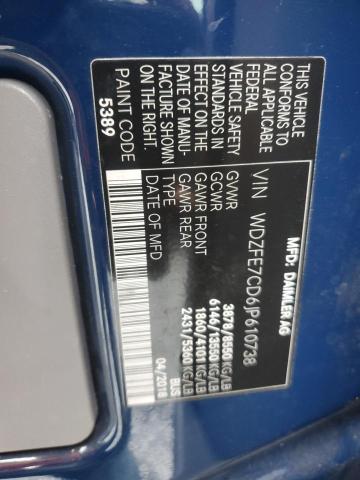 MFD: DAIMLER AG
VIN WDZFE7CD6JP610738
GVWR 3878/8550 KG/LB
GCWR 6146/13550 KG/LB
GAWR FRONT 1860/4101 KG/LB
GAWR REAR 2431/5360 KG/LB
TYPE BUS
DATE OF MF 04/2018
THIS VEHICLE
CONFORMS TO
ALL APPLICABLE
FEDERAL
VEHICLE SAFETY
STANDARDS IN
EFFECT ON THE
DATE OF MANU-
FACTURE SHOWN
ON THE RIGHT.
PAINT CODE
5389